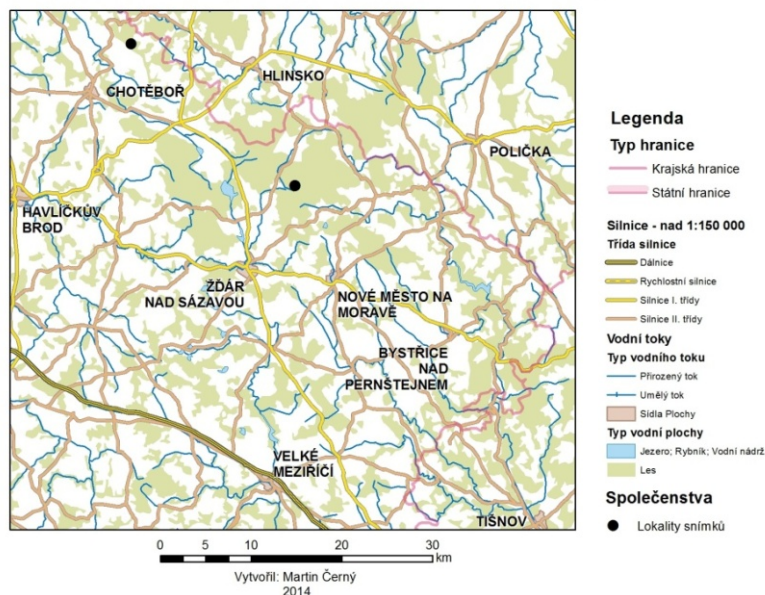 CHOTĚBOŘ
HLINSKO
POLIČKA
HAVLÍČKŮV
BROD
ŽĎÁR
NAD SÁZAVOU
NOVÉ MĚSTO NA
MORAVĚ
BYSTŘICE
NAD
PERNŠTEJNEM
VELKÉ
MEZIŘÍČÍ
TIŠNOV
0 5 10 20 30
km
Vytvořil: Martin Černý
2014
Legenda
Typ hranice
Krajská hranice
Státní hranice
Silnice - nad 1:150 000
Třída silnice
Dálnice
Rychlostní silnice
Silnice I. třídy
Silnice II. třídy
Vodní toky
Typ vodního toku
Přirozený tok
Umělý tok
Sídla Plochy
Typ vodní plochy
Jezero; Rybník; Vodní nádrž
Les
Společenstva
Lokality snímků